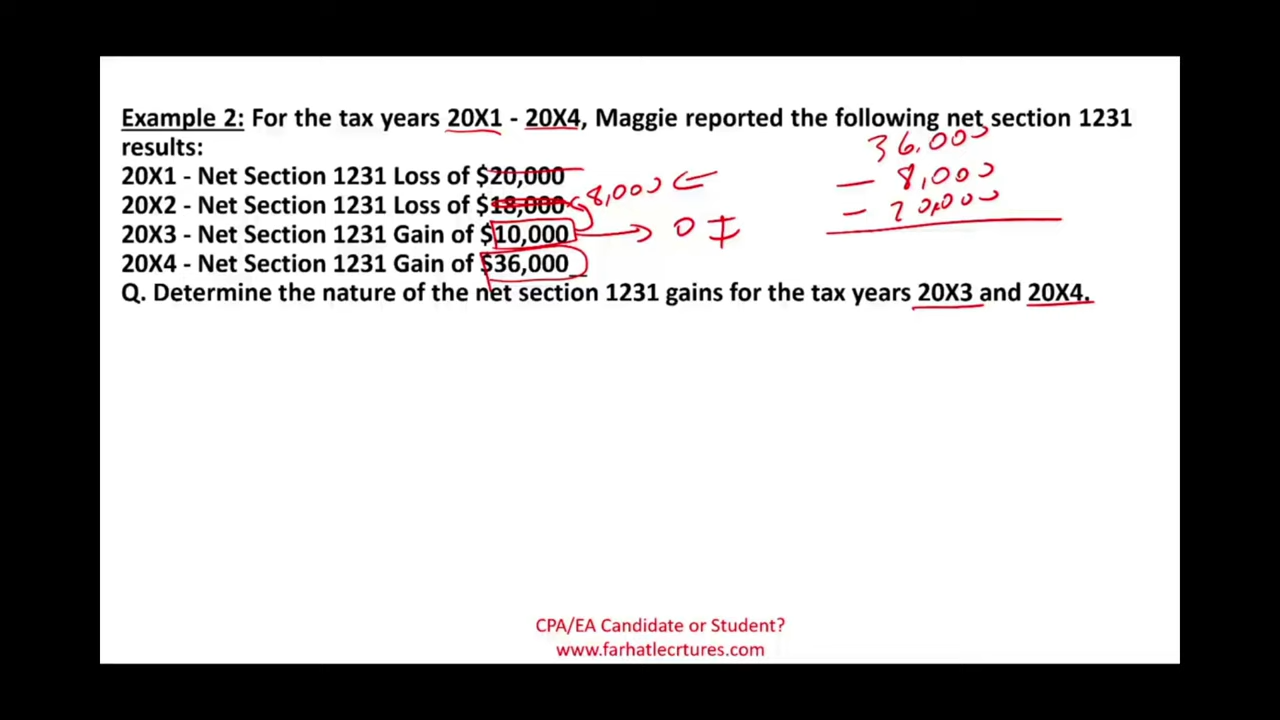 Example 2: For the tax years 20X1 - 20X4, Maggie reported the following net section 1231
results:
36.000
20X1 - Net Section 1231 Loss of $20,000
- 8,000
20X2 - Net Section 1231 Loss of $18,000
8,000
- 20,000
20X3 - Net Section 1231 Gain of $10,000
0 I
20X4 - Net Section 1231 Gain of $36,000
Q. Determine the nature of the net section 1231 gains for the tax years 20X3 and 20X4.
CPA/EA Candidate or Student?
www.farhatlecrtures.com